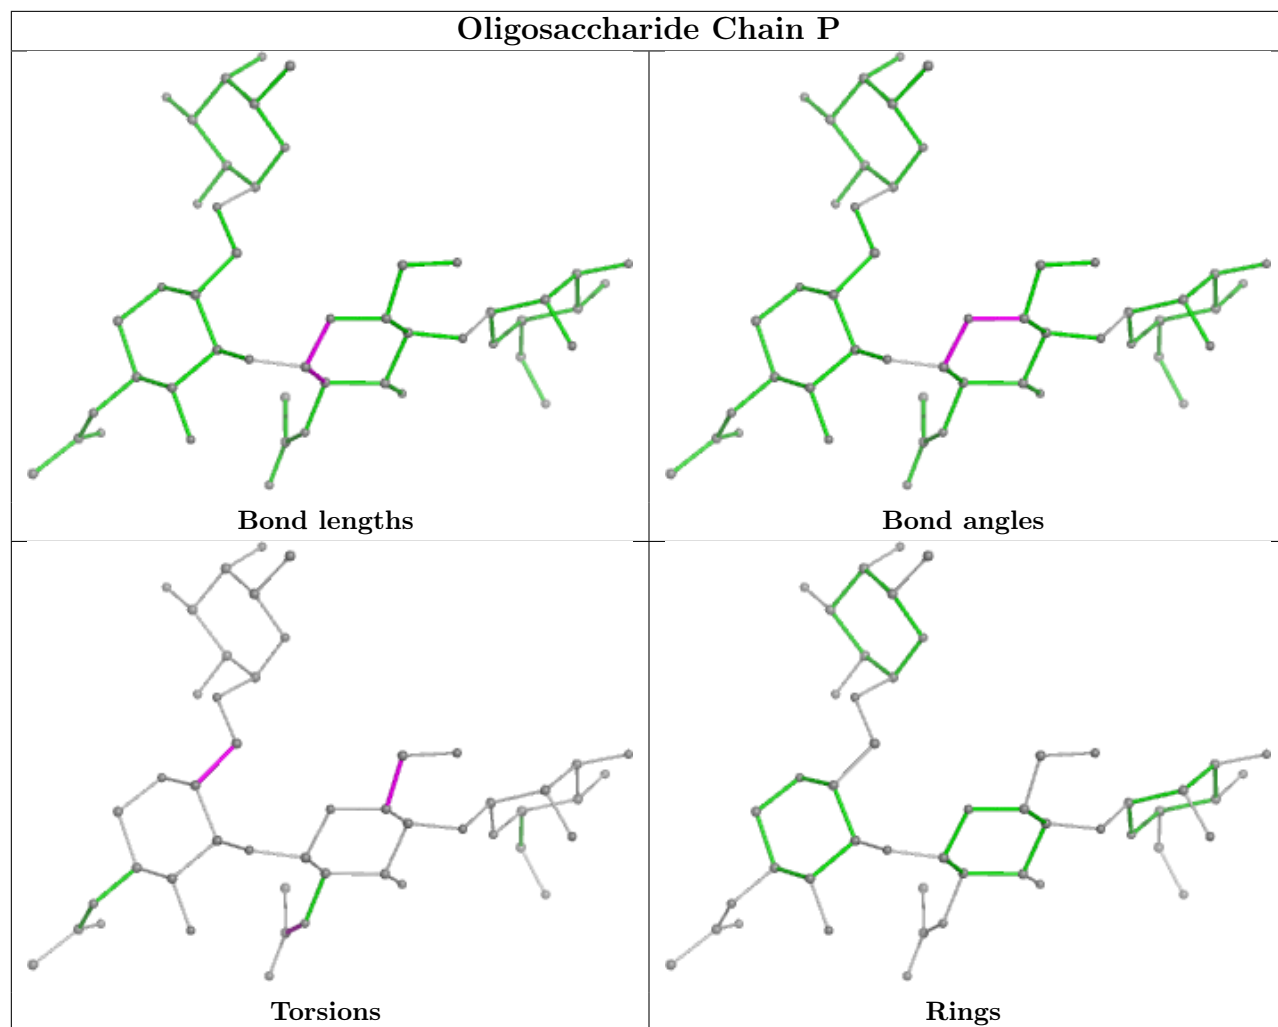 Oligosaccharide Chain P
Bond lengths
Bond angles
Torsions
Rings